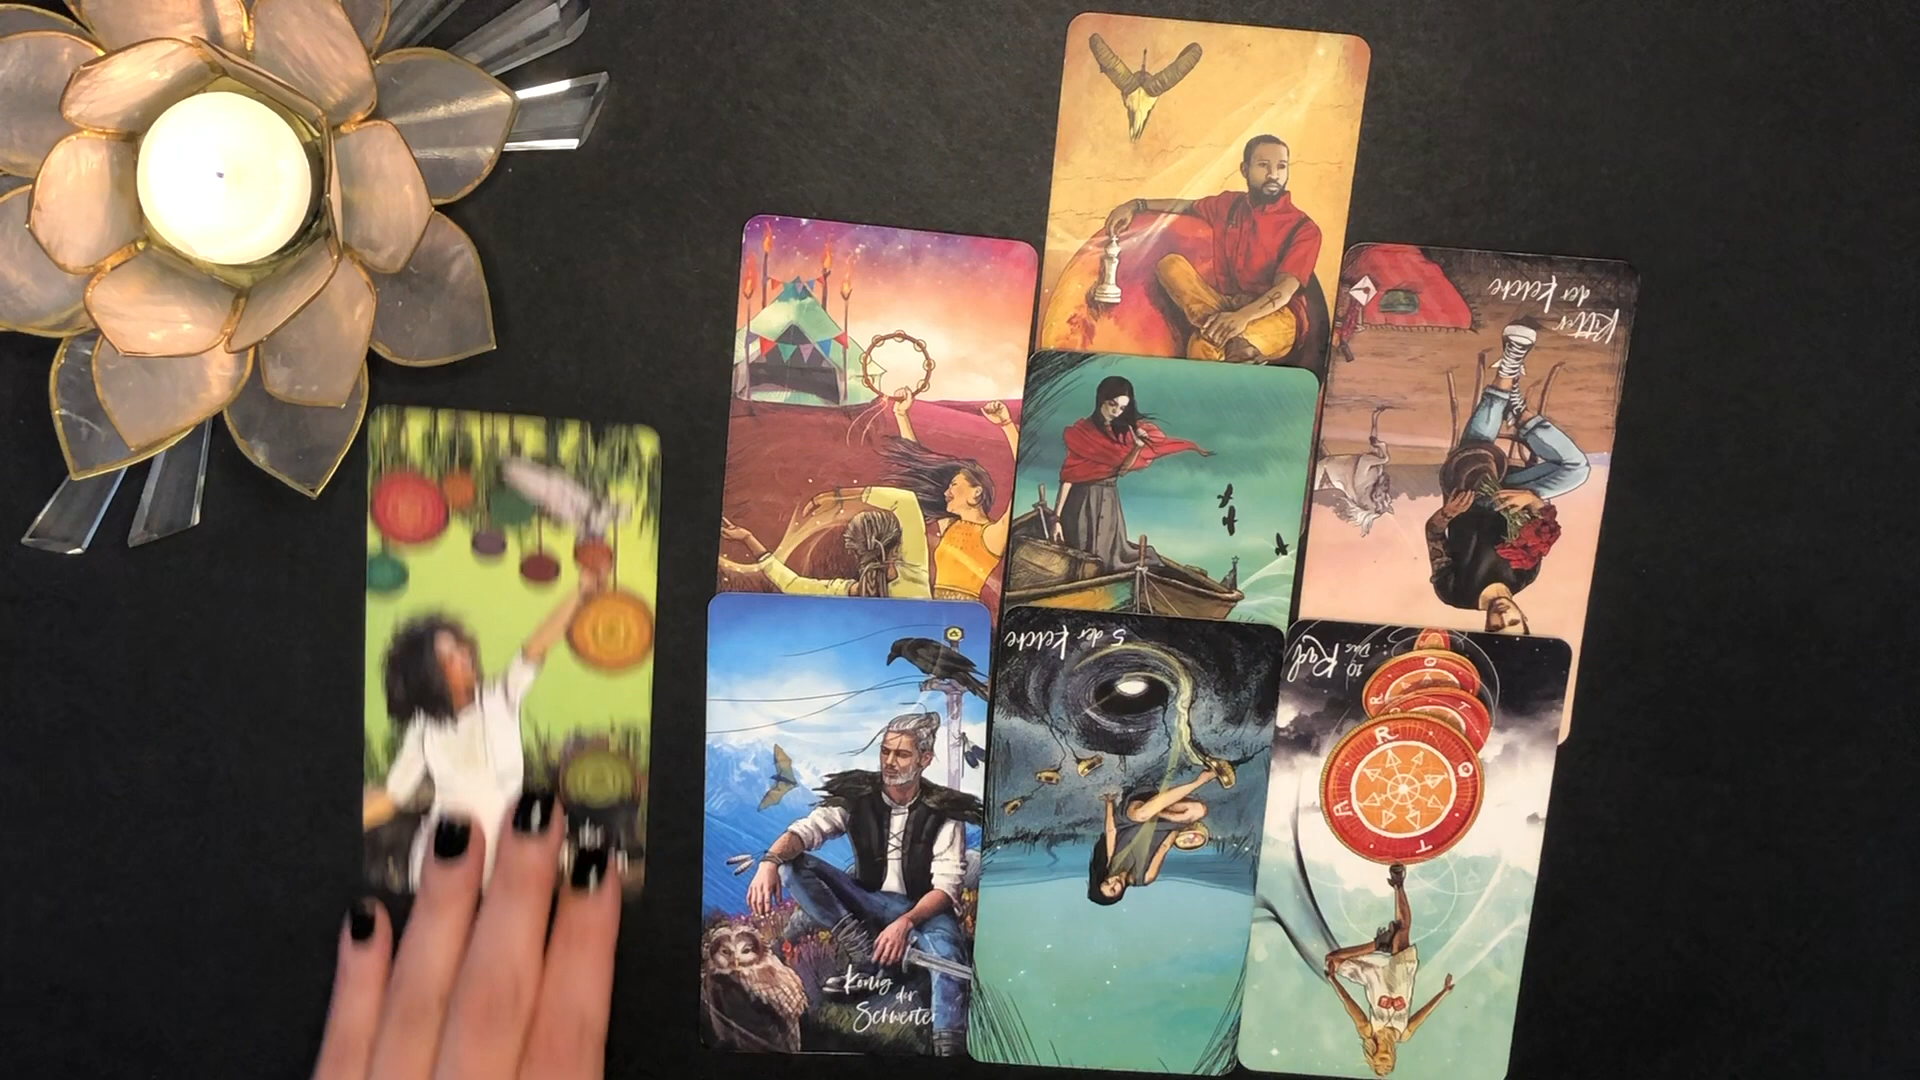 Ritter
der Kelche
5 der Kelche
10. Das
Rad
T
A
R
O
König
der
Schwerter